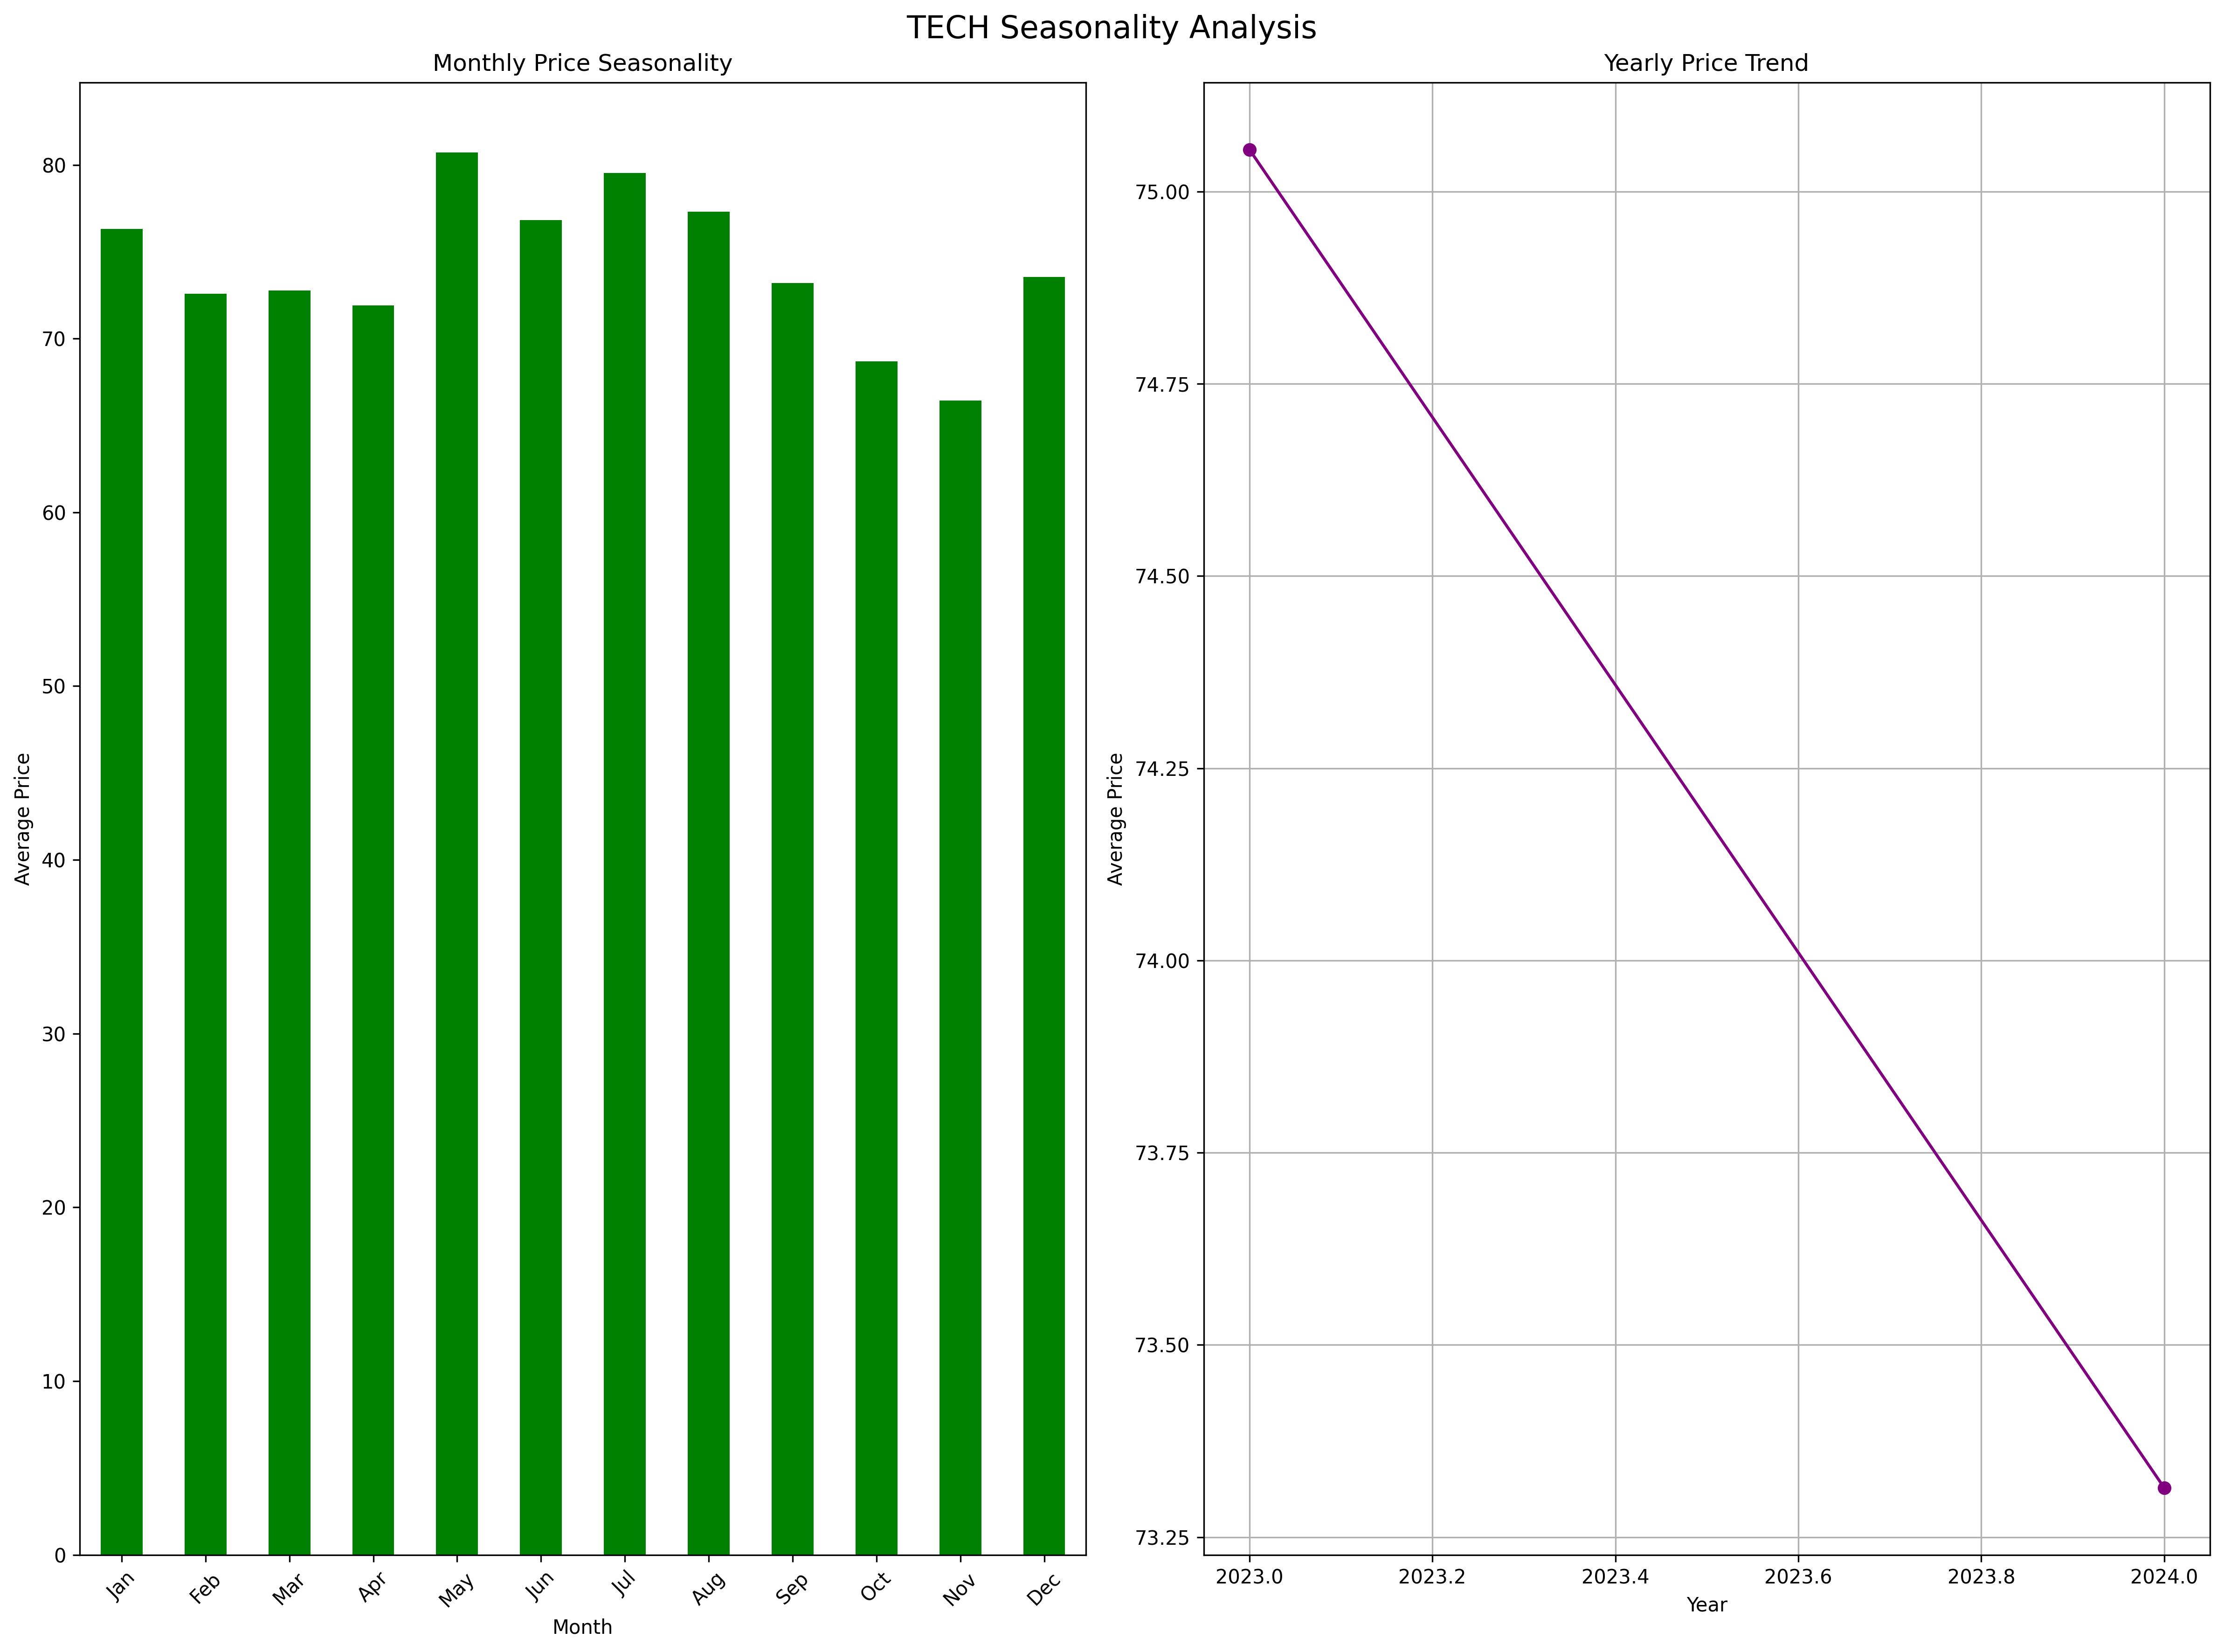 TECH Seasonality Analysis
Monthly Price Seasonality
Average Price
80
70
60
50
40
30
20
10
0
Jan Feb Mar Apr May Jun Jul Aug Sep Oct Nov Dec
Month
Yearly Price Trend
Average Price
75.00
74.75
74.50
74.25
74.00
73.75
73.50
73.25
2023.0 2023.2 2023.4 2023.6 2023.8 2024.0
Year